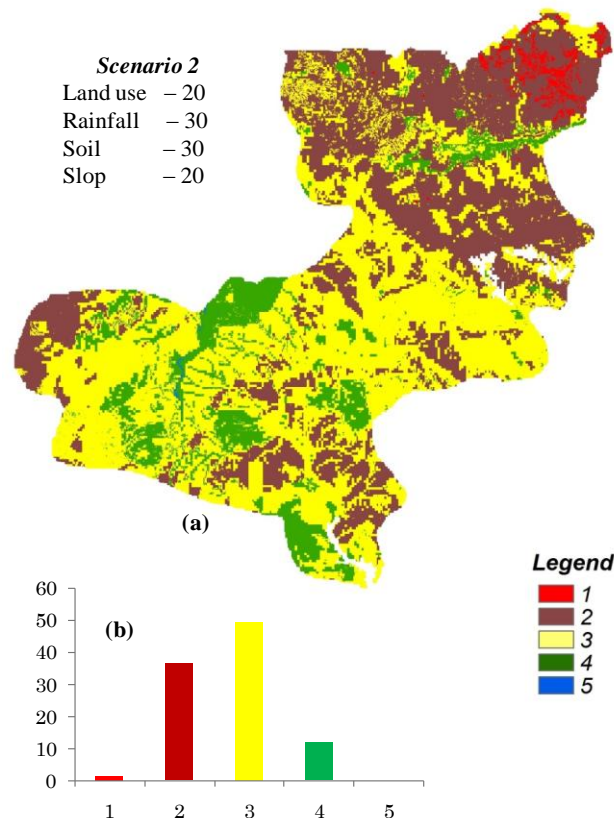 Scenario 2
Land use – 20
Rainfall – 30
Soil – 30
Slop – 20
(a)
Legend
1
2
3
4
5
(b)
60
50
40
30
20
10
0
1 2 3 4 5